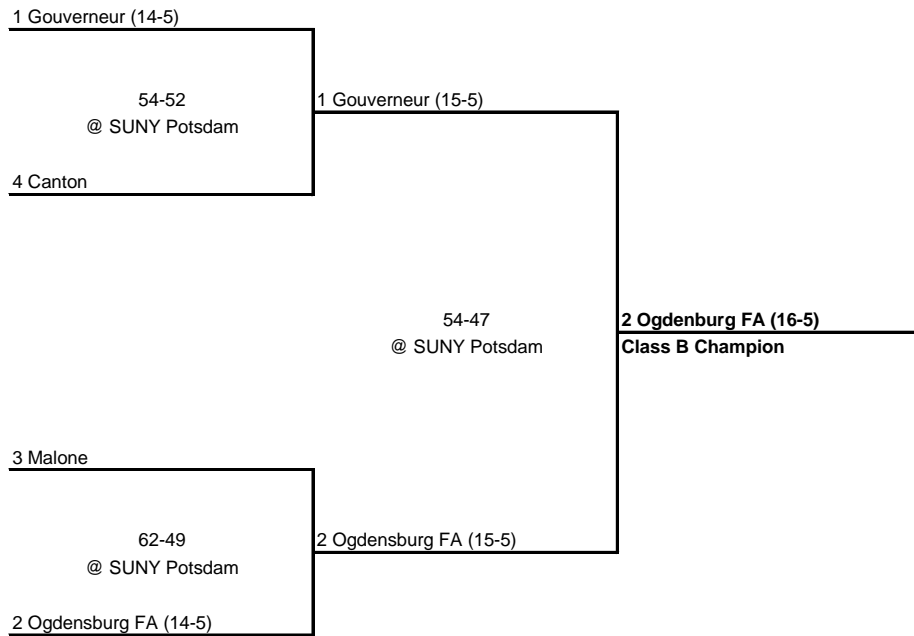 1 Gouverneur (14-5)
54-52
@ SUNY Potsdam
1 Gouverneur (15-5)
4 Canton
54-47
@ SUNY Potsdam
2 Ogdenburg FA (16-5)
Class B Champion
3 Malone
62-49
@ SUNY Potsdam
2 Ogdensburg FA (15-5)
2 Ogdensburg FA (14-5)